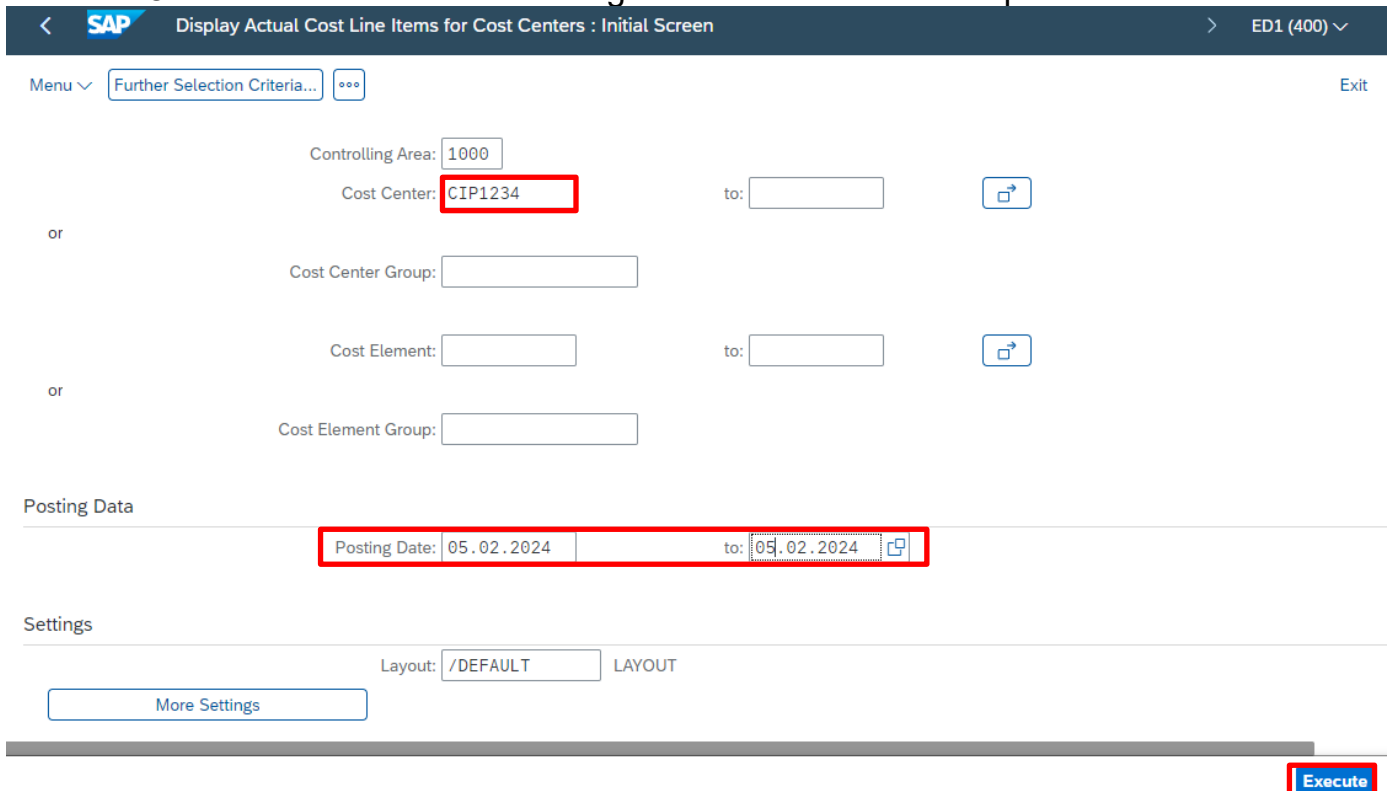 SAP Display Actual Cost Line Items for Cost Centers : Initial Screen ED1 (400)
Menu Further Selection Criteria... Exit
Controlling Area: 1000
Cost Center: CIP1234 to:
or
Cost Center Group:
Cost Element: to:
or
Cost Element Group:
Posting Data
Posting Date: 05.02.2024 to: 05.02.2024
Settings
Layout: /DEFAULT LAYOUT
More Settings
Execute